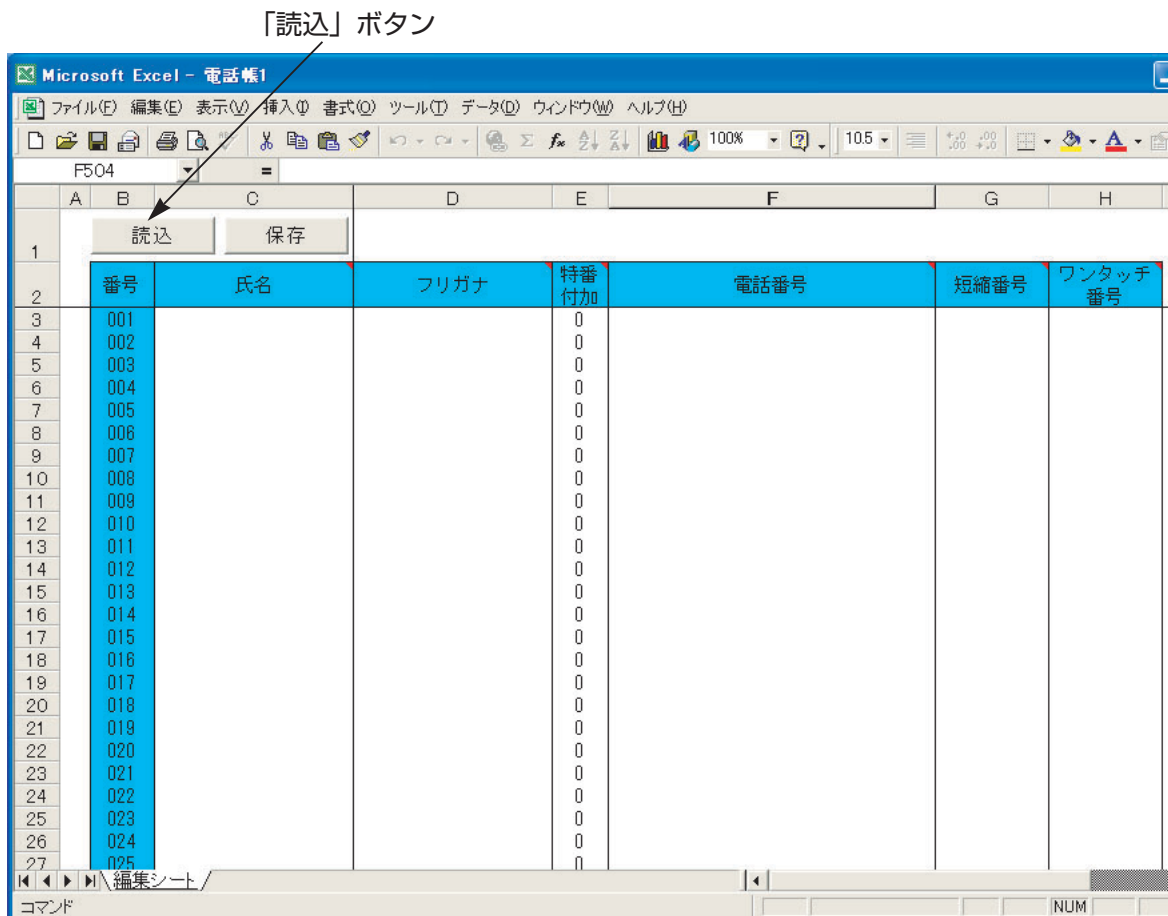 「読込」ボタン
Microsoft Excel - 電話帳1
ファイル(F) 編集(E) 表示(V) 挿入(I) 書式(O) ツール(T) データ(D) ウィンドウ(W) ヘルプ(H)
100% 10.5
F504 =
A B C D E F G H
1 読込 保存
2 番号 氏名 フリガナ 特番付加 電話番号 短縮番号 ワンタッチ番号
3 001 0
4 002 0
5 003 0
6 004 0
7 005 0
8 006 0
9 007 0
10 008 0
11 009 0
12 010 0
13 011 0
14 012 0
15 013 0
16 014 0
17 015 0
18 016 0
19 017 0
20 018 0
21 019 0
22 020 0
23 021 0
24 022 0
25 023 0
26 024 0
27 025 0
編集シート
コマンド NUM